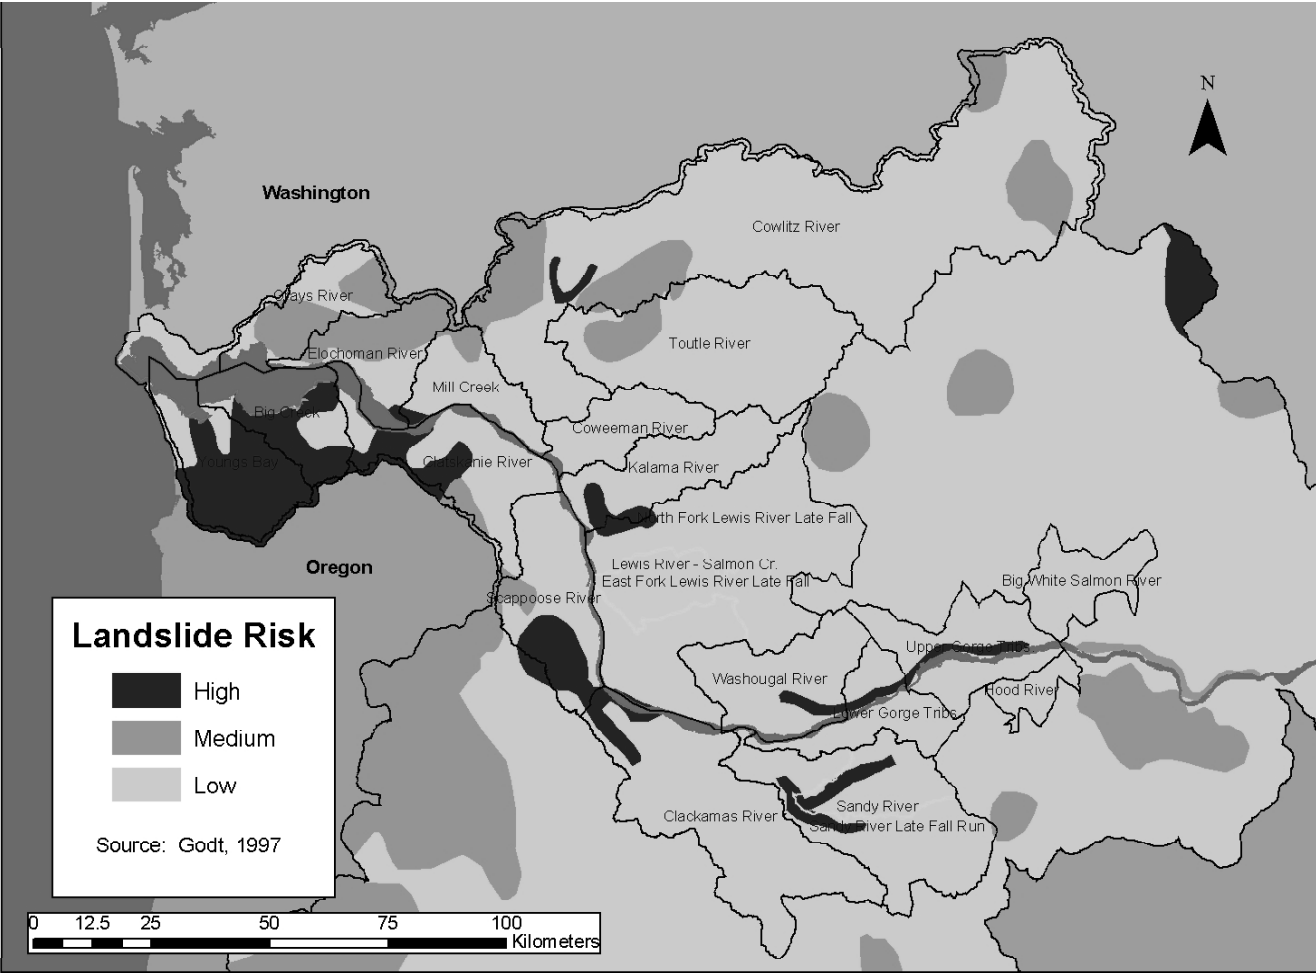 N
Washington
Cowlitz River
Grays River
Toutle River
Elochoman River
Mill Creek
Big Creek
Coweeman River
Youngs Bay
Clatskanie River
Kalama River
North Fork Lewis River Late Fall
Lewis River - Salmon Cr.
East Fork Lewis River Late Fall
Oregon
Big White Salmon River
Scappoose River
Upper Gorge Tribs
Washougal River
Hood River
Lower Gorge Tribs
Clackamas River
Sandy River
Sandy River Late Fall Run
Landslide Risk
High
Medium
Low
Source: Godt, 1997
0 12.5 25 50 75 100
Kilometers